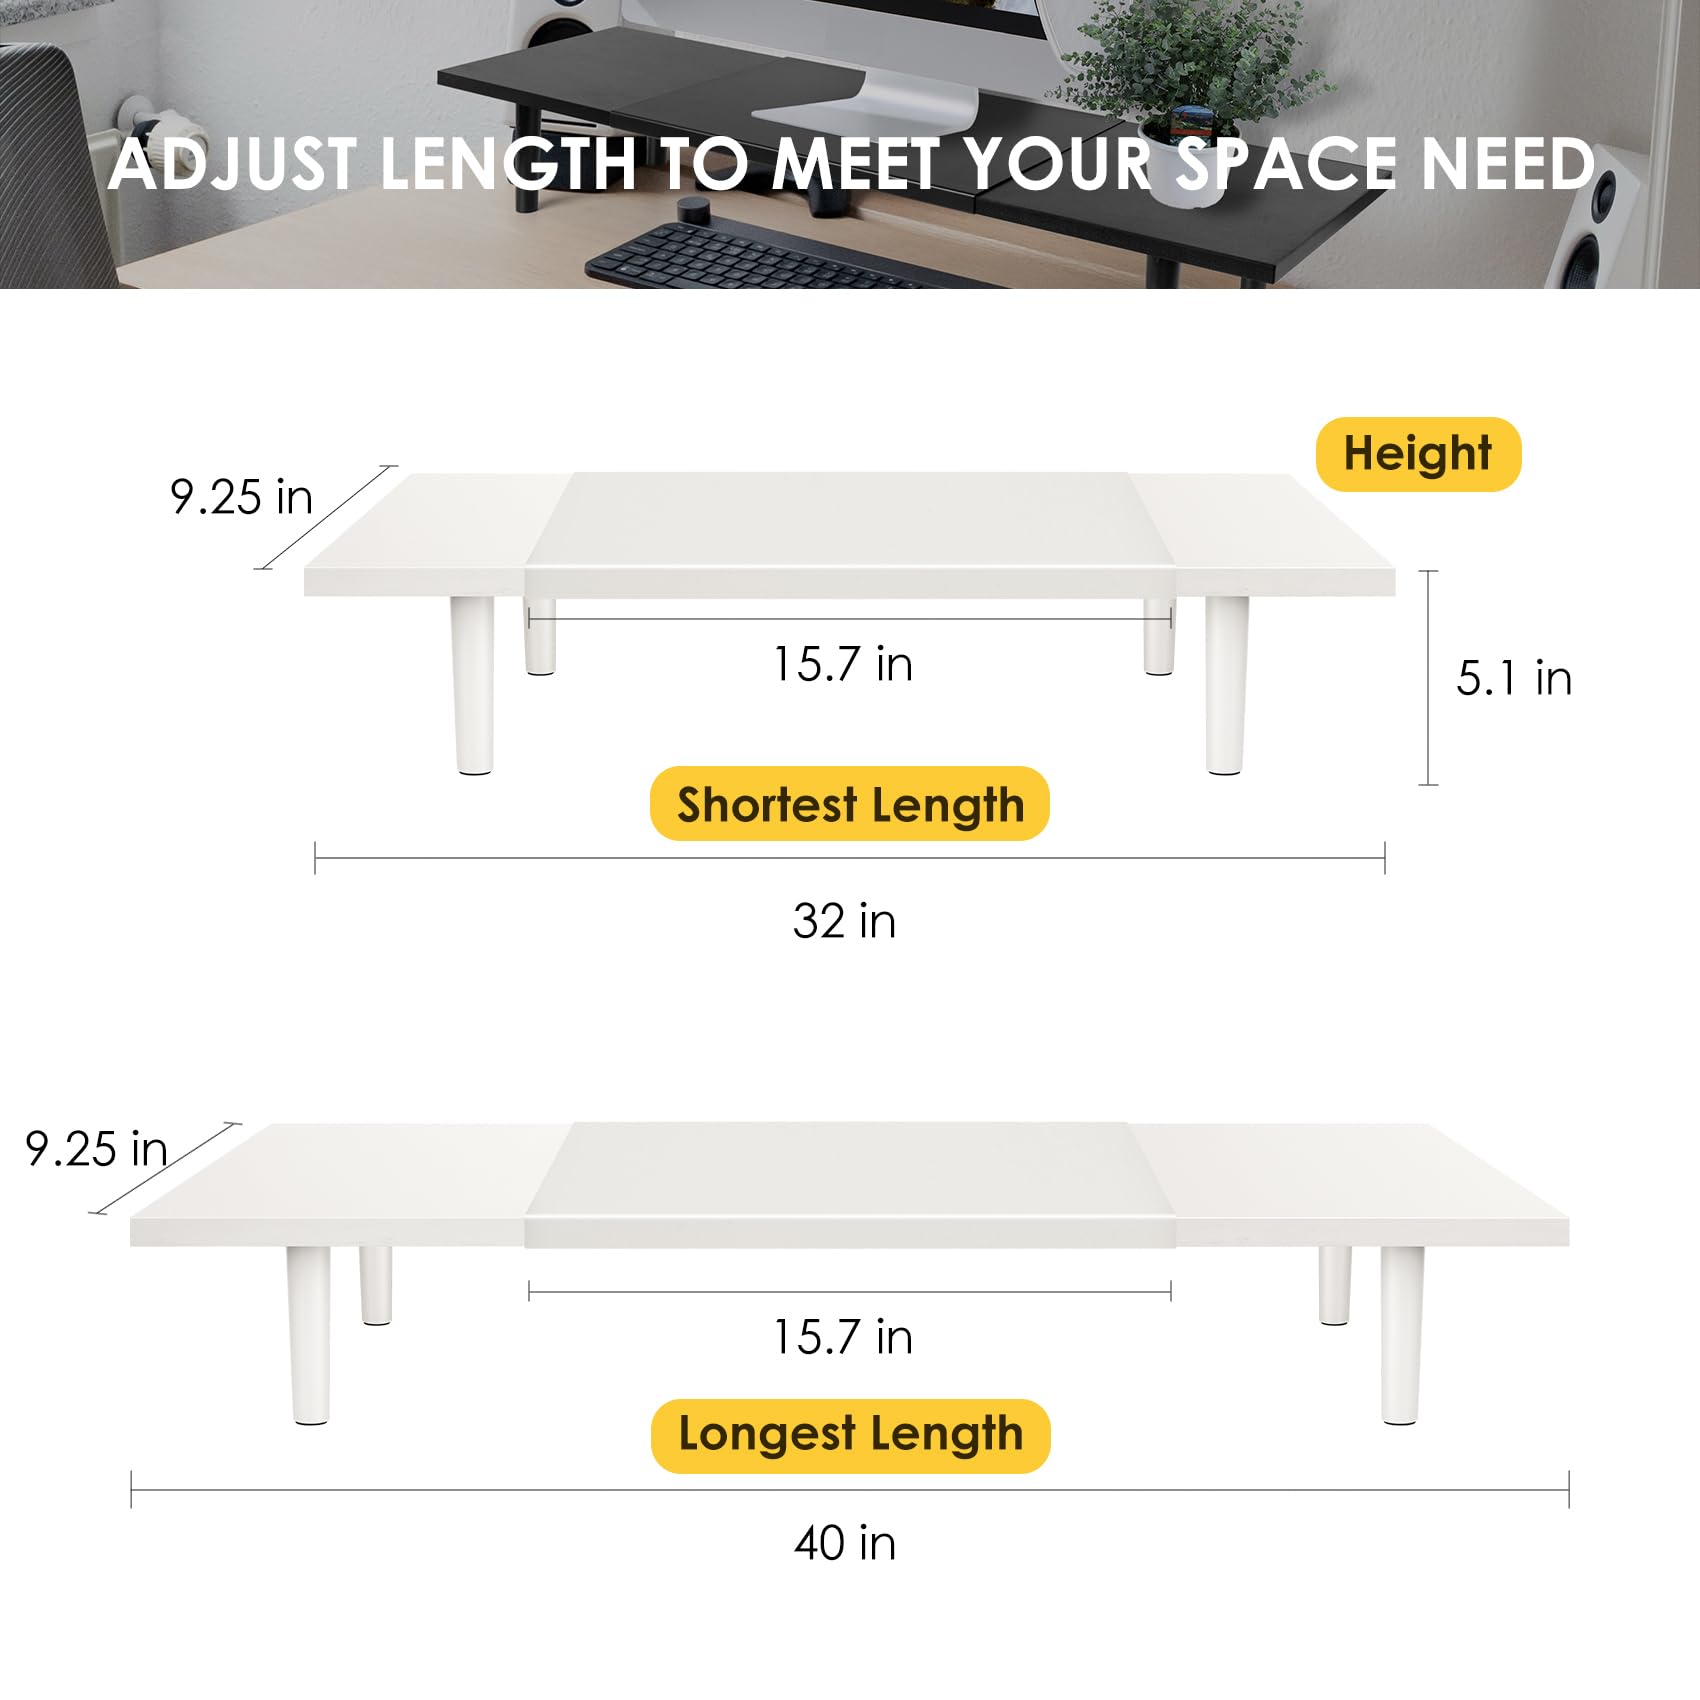 ADJUST LENGTH TO MEET YOUR SPACE NEED
Height
9.25 in
15.7 in
5.1 in
Shortest Length
32 in
9.25 in
15.7 in
Longest Length
40 in